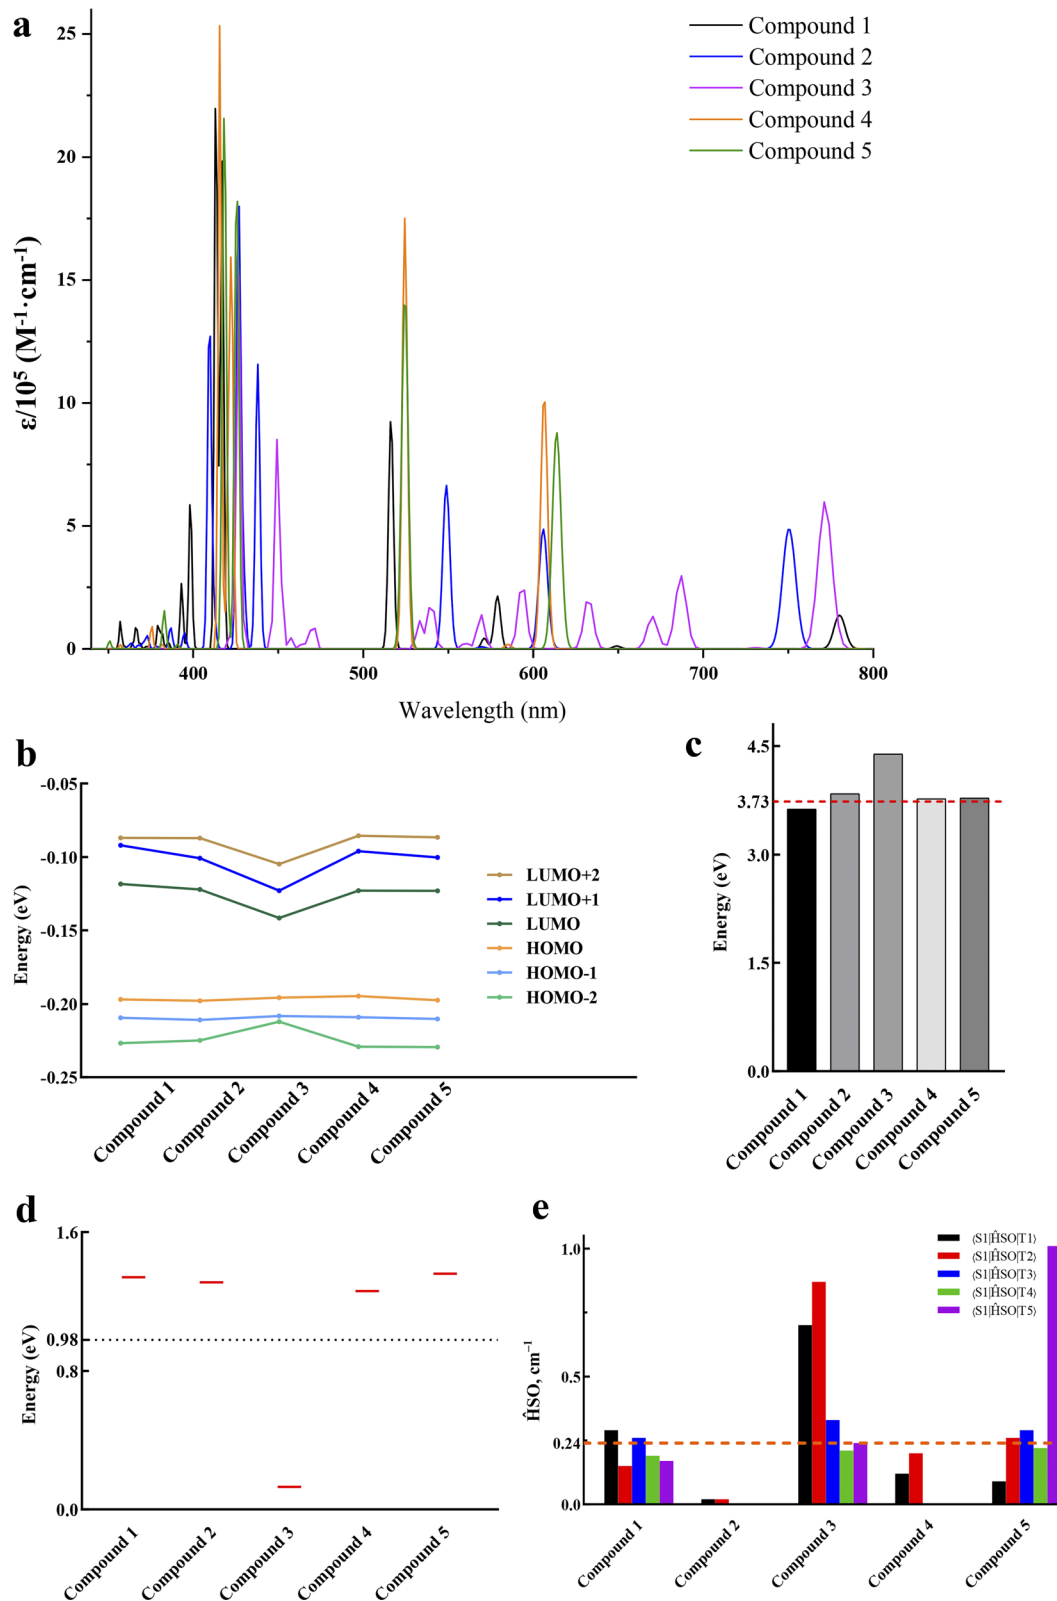 a
Compound 1
Compound 2
Compound 3
Compound 4
Compound 5
ε/10⁵ (M⁻¹·cm⁻¹)
25
20
15
10
5
0
400 500 600 700 800
Wavelength (nm)
b
Energy (eV)
-0.05
-0.10
-0.15
-0.20
-0.25
LUMO+2
LUMO+1
LUMO
HOMO
HOMO-1
HOMO-2
Compound 1 Compound 2 Compound 3 Compound 4 Compound 5
c
Energy (eV)
4.5
3.73
3.0
1.5
0.0
Compound 1 Compound 2 Compound 3 Compound 4 Compound 5
d
Energy (eV)
1.6
0.98
0.8
0.0
Compound 1 Compound 2 Compound 3 Compound 4 Compound 5
e
ĤSO, cm⁻¹
1.0
0.5
0.24
0.0
⟨S1|ĤSO|T1⟩
⟨S1|ĤSO|T2⟩
⟨S1|ĤSO|T3⟩
⟨S1|ĤSO|T4⟩
⟨S1|ĤSO|T5⟩
Compound 1 Compound 2 Compound 3 Compound 4 Compound 5